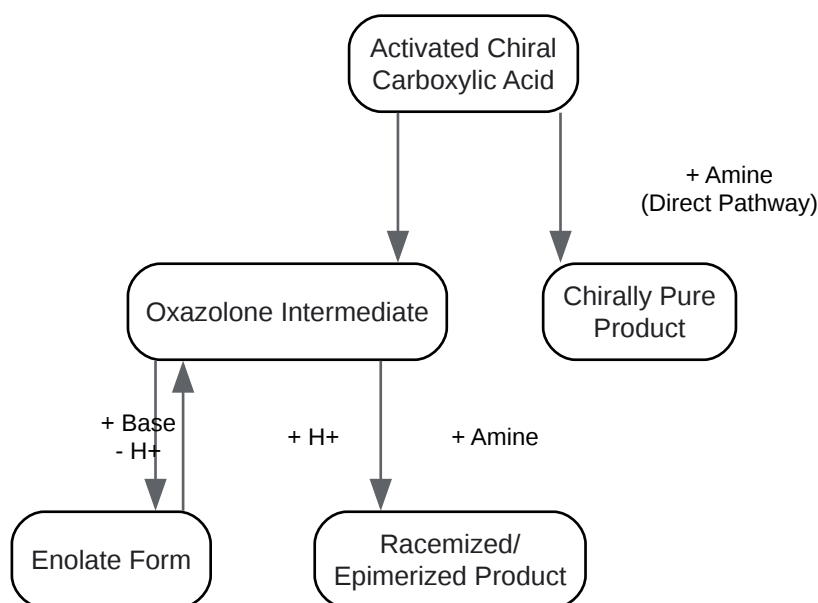 Activated Chiral
Carboxylic Acid
+ Amine
(Direct Pathway)
Oxazolone Intermediate
Chirally Pure
Product
+ Base
- H+
+ H+
+ Amine
Enolate Form
Racemized/
Epimerized Product